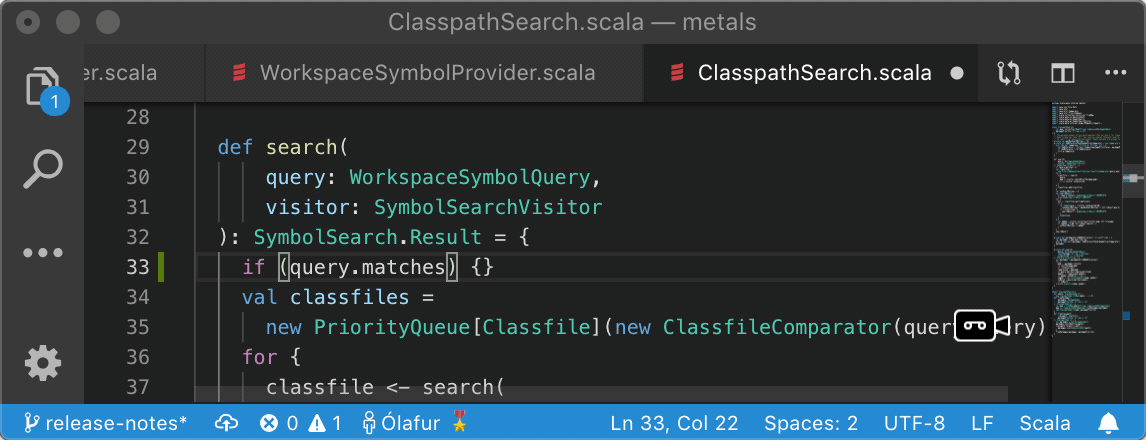 ClasspathSearch.scala — metals
er.scala WorkspaceSymbolProvider.scala ClasspathSearch.scala
1
28
29 def search(
30 query: WorkspaceSymbolQuery,
31 visitor: SymbolSearchVisitor
32 ): SymbolSearch.Result = {
33 if (query.matches) {}
34 val classfiles =
35 new PriorityQueue[Classfile](new ClassfileComparator(quer ry)
36 for {
37 classfile <- search(
release-notes* 0 1 Ólafur Ln 33, Col 22 Spaces: 2 UTF-8 LF Scala